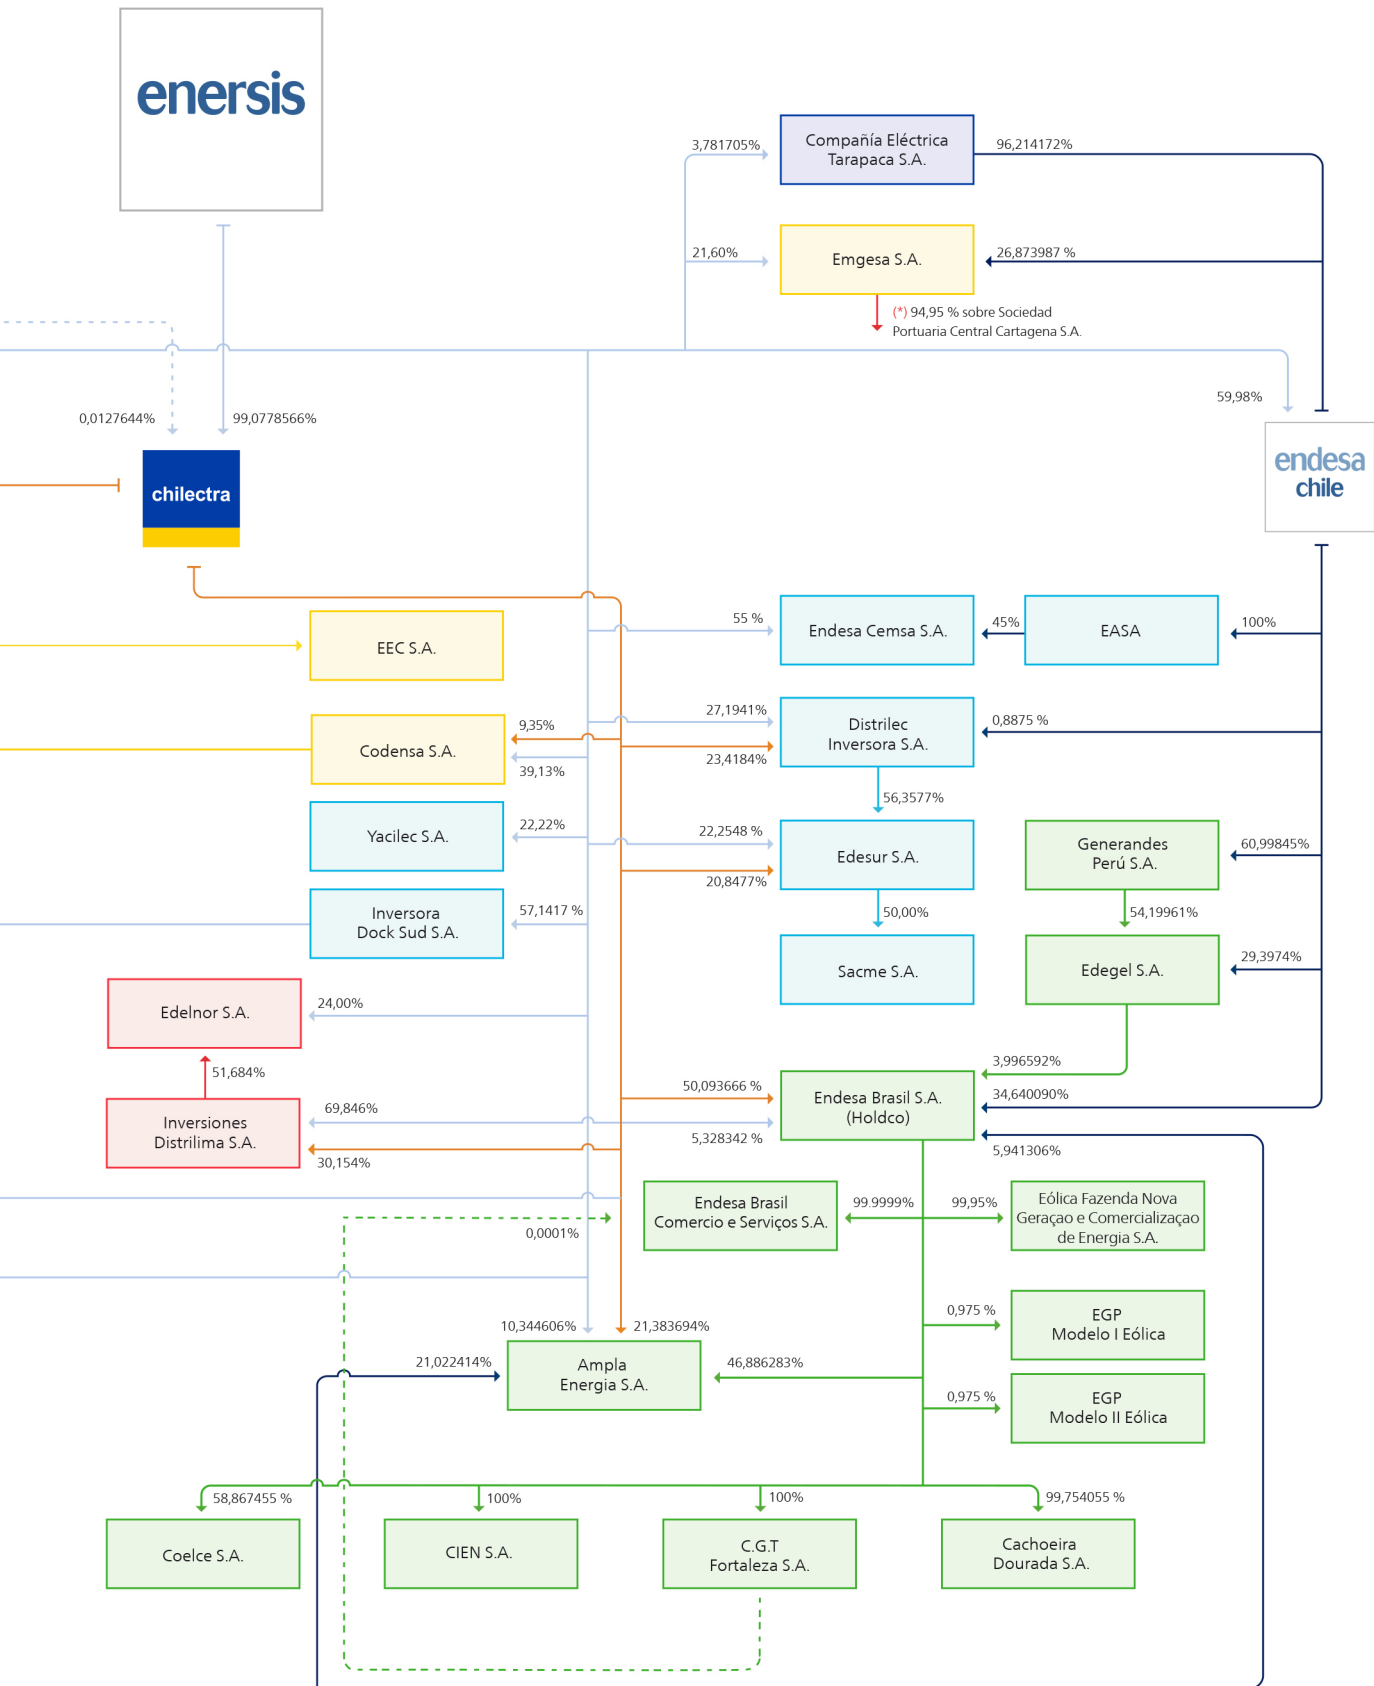 enersis
3,781705%
Compañía Eléctrica
Tarapaca S.A.
96,214172%
21,60%
Emgesa S.A.
26,873987 %
(*) 94,95 % sobre Sociedad
Portuaria Central Cartagena S.A.
0,0127644%
99,0778566%
59,98%
chilectra
endesa
chile
EEC S.A.
55 %
Endesa Cemsa S.A.
45%
EASA
100%
Codensa S.A.
9,35%
39,13%
27,1941%
23,4184%
Distrilec
Inversora S.A.
0,8875 %
56,3577%
Yacilec S.A.
22,22%
22,2548 %
20,8477%
Edesur S.A.
Generandes
Perú S.A.
60,99845%
50,00%
54,19961%
Inversora
Dock Sud S.A.
57,1417 %
Sacme S.A.
Edegel S.A.
29,3974%
Edelnor S.A.
24,00%
51,684%
3,996592%
50,093666 %
Endesa Brasil S.A.
(Holdco)
34,640090%
Inversiones
Distrilima S.A.
69,846%
30,154%
5,328342 %
5,941306%
Endesa Brasil
Comercio e Serviços S.A.
99.9999%
99,95%
Eólica Fazenda Nova
Geraçao e Comercializaçao
de Energia S.A.
0,0001%
0,975 %
EGP
Modelo I Eólica
10,344606%
21,383694%
21,022414%
Ampla
Energia S.A.
46,886283%
0,975 %
EGP
Modelo II Eólica
58,867455 %
100%
100%
99,754055 %
Coelce S.A.
CIEN S.A.
C.G.T
Fortaleza S.A.
Cachoeira
Dourada S.A.